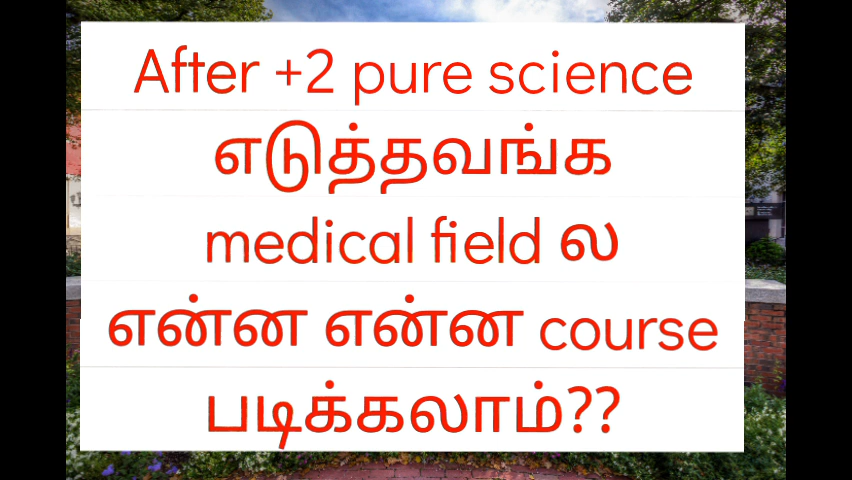 After +2 pure science
எடுத்தவங்க
medical field ல
என்ன என்ன course
படிக்கலாம்??